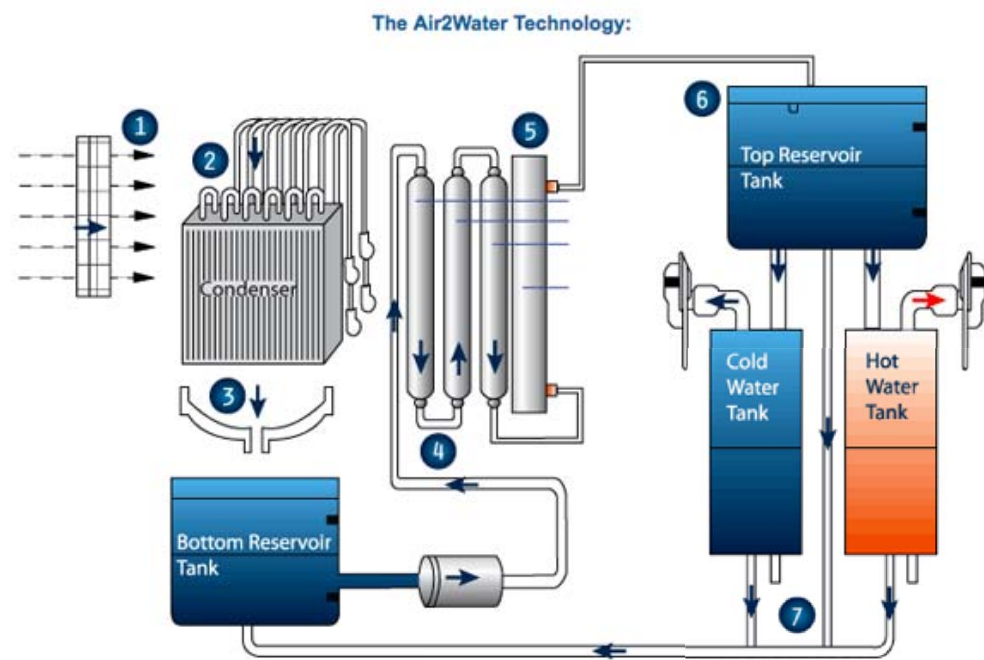 The Air2Water Technology:
1
2
Condenser
3
4
5
6
Top Reservoir
Tank
Cold
Water
Tank
Hot
Water
Tank
Bottom Reservoir
Tank
7